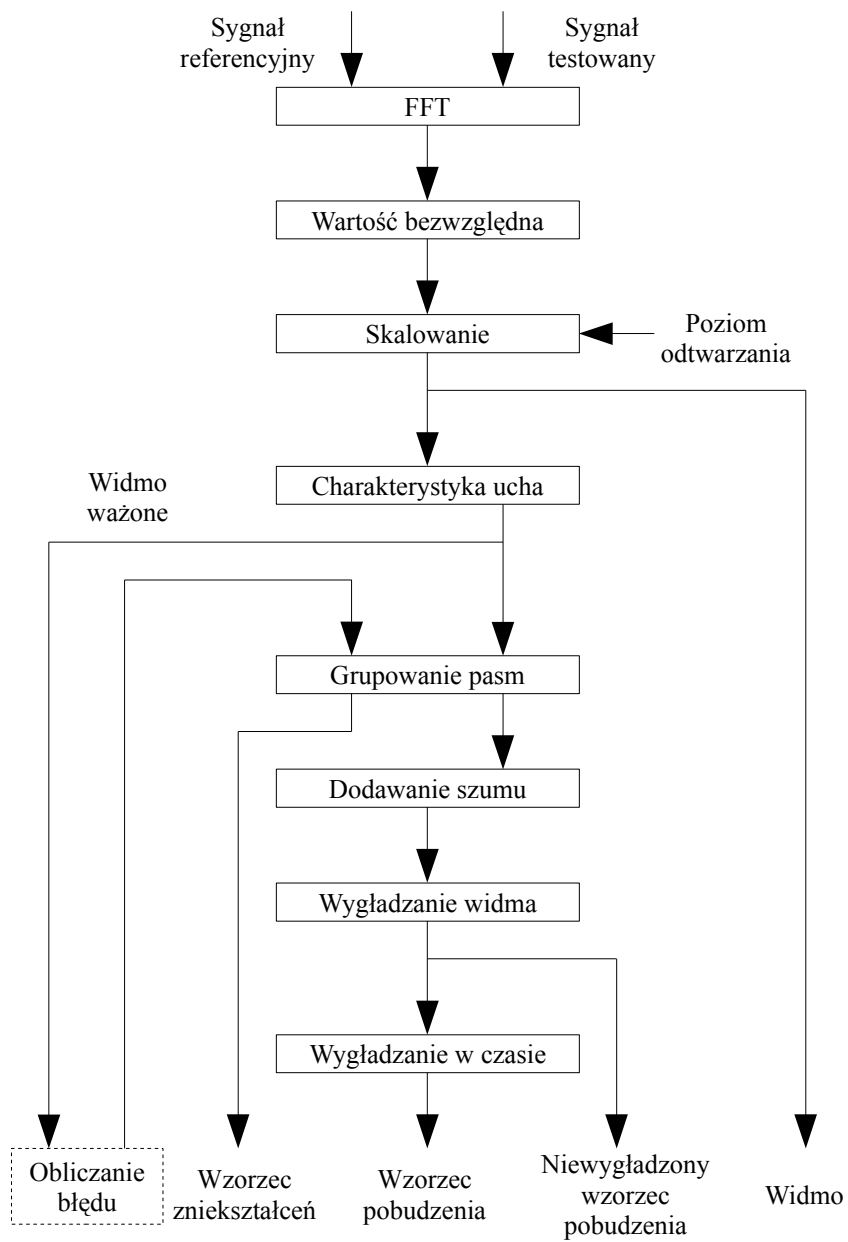 Sygnał
referencyjny
Sygnał
testowany
FFT
Wartość bezwzględna
Skalowanie
Poziom
odtwarzania
Charakterystyka ucha
Widmo
ważone
Grupowanie pasm
Dodawanie szumu
Wygładzanie widma
Wygładzanie w czasie
Obliczanie
błędu
Wzorzec
zniekształceń
Wzorzec
pobudzenia
Niewygładzony
wzorzec
pobudzenia
Widmo